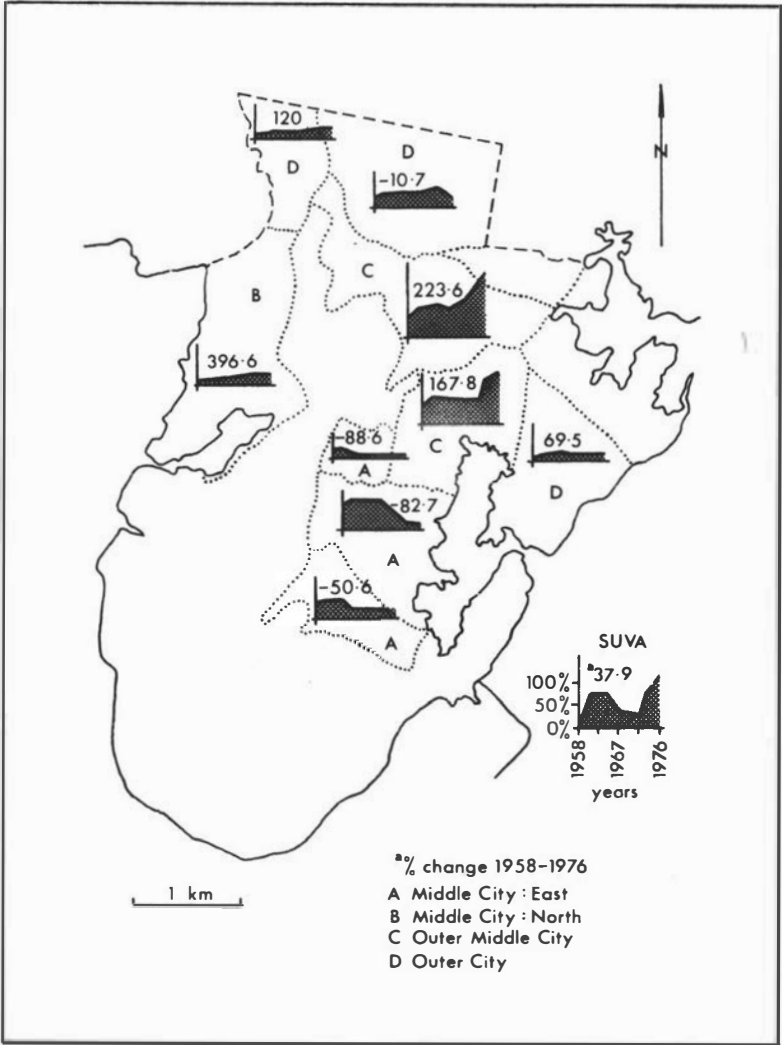 120
D
D
-10·7
N
C
B
223·6
396·6
167·8
-88·6
C
69·5
A
D
-82·7
A
-50·6
A
SUVA
a37·9
100%
50%
0%
1958
1967
1976
years
a% change 1958-1976
1 km
A Middle City : East
B Middle City : North
C Outer Middle City
D Outer City